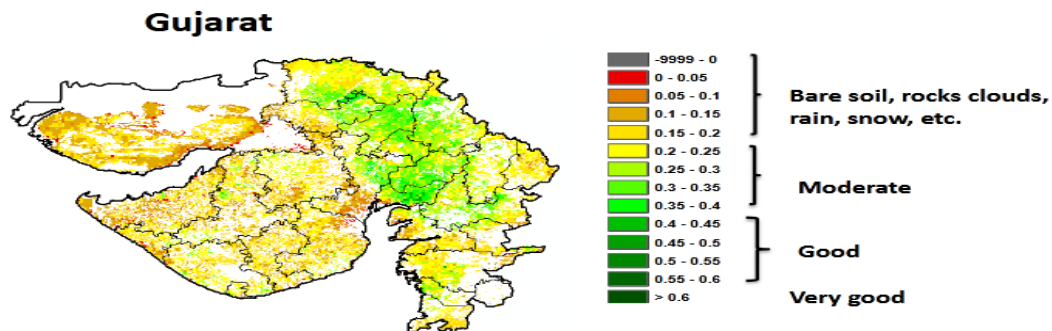 Gujarat
-9999 - 0
0 - 0.05
0.05 - 0.1
0.1 - 0.15
0.15 - 0.2
Bare soil, rocks clouds,
rain, snow, etc.
0.2 - 0.25
0.25 - 0.3
0.3 - 0.35
0.35 - 0.4
Moderate
0.4 - 0.45
0.45 - 0.5
0.5 - 0.55
0.55 - 0.6
Good
> 0.6
Very good